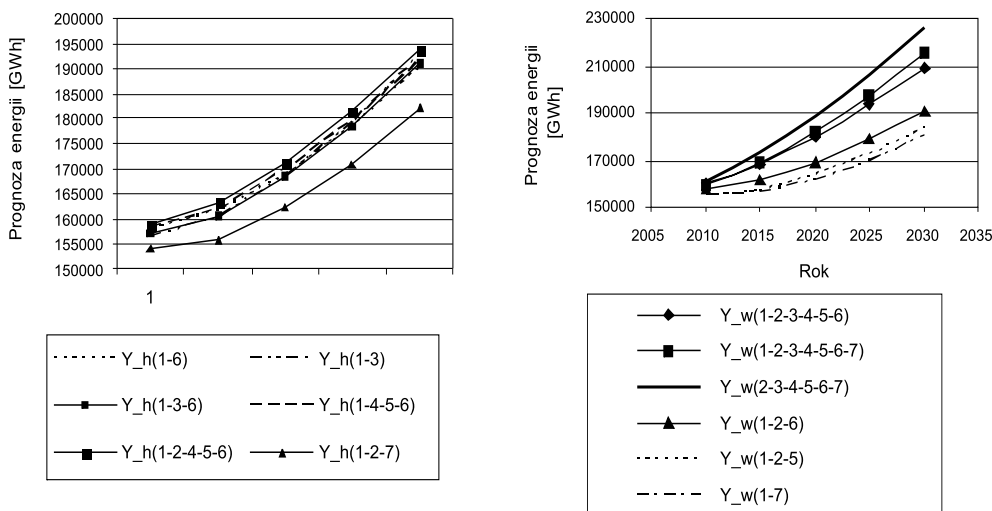 Prognoza energii [GWh]
200000
195000
190000
185000
180000
175000
170000
165000
160000
155000
150000
1
Y_h(1-6)
Y_h(1-3)
Y_h(1-3-6)
Y_h(1-4-5-6)
Y_h(1-2-4-5-6)
Y_h(1-2-7)
Prognoza energii
[GWh]
230000
210000
190000
170000
150000
2005 2010 2015 2020 2025 2030 2035
Rok
Y_w(1-2-3-4-5-6)
Y_w(1-2-3-4-5-6-7)
Y_w(2-3-4-5-6-7)
Y_w(1-2-6)
Y_w(1-2-5)
Y_w(1-7)